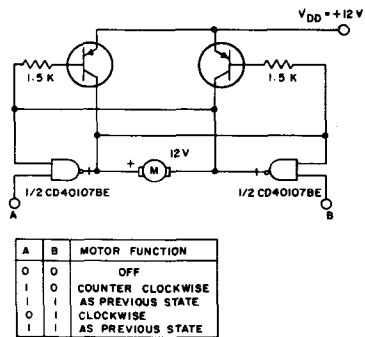 VDD = +12 V
1.5 K
1.5 K
12V
+
M
1/2 CD40107BE
1/2 CD40107BE
A
B
A B MOTOR FUNCTION
0 0 OFF
1 0 COUNTER CLOCKWISE
1 1 AS PREVIOUS STATE
0 1 CLOCKWISE
1 1 AS PREVIOUS STATE